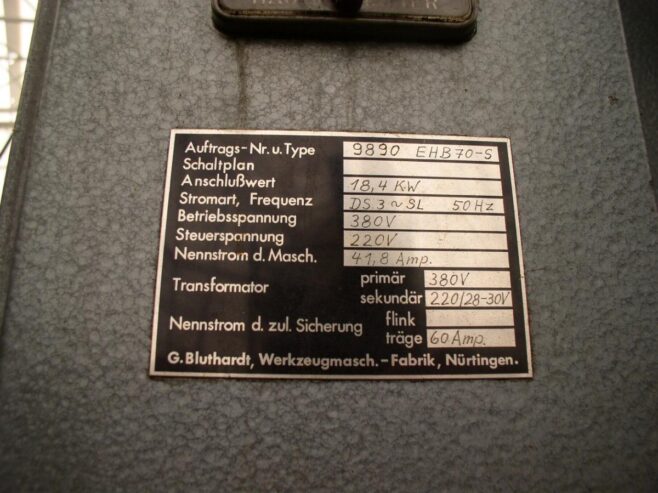 Auftrags-Nr. u. Type 9890 EHB70-S
Schaltplan
Anschlußwert 18,4 KW
Stromart, Frequenz DS 3 ~ SL 50 Hz
Betriebsspannung 380V
Steuerspannung 220V
Nennstrom d. Masch. 41,8 Amp.
Transformator primär 380V
sekundär 220/28-30V
Nennstrom d. zul. Sicherung flink
träge 60 Amp.
G. Bluthardt, Werkzeugmasch.-Fabrik, Nürtingen.